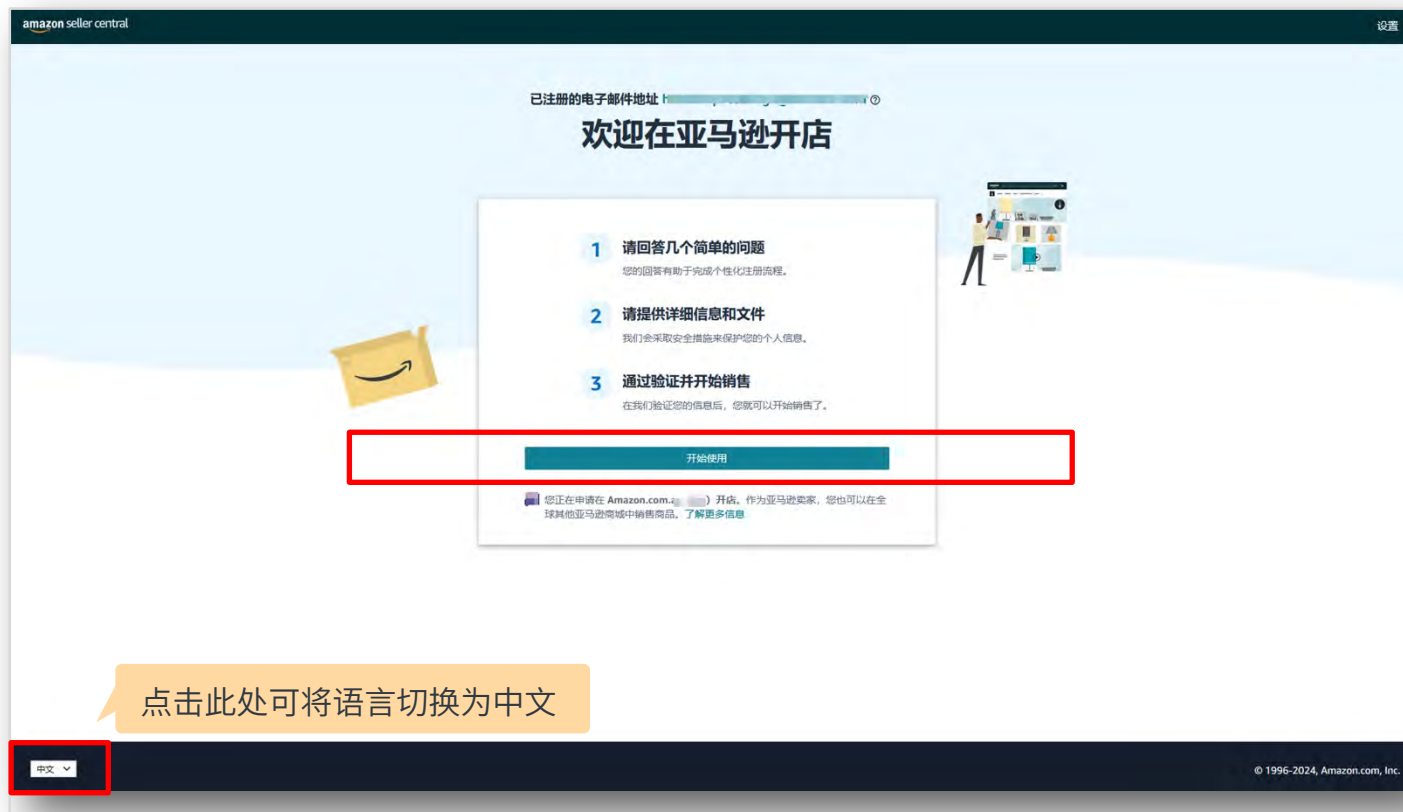 amazon seller central
设置
已注册的电子邮件地址
欢迎在亚马逊开店
1 请回答几个简单的问题
您的回答有助于完成个性化注册流程。
2 请提供详细信息和文件
我们会采取安全措施来保护您的个人信息。
3 通过验证并开始销售
在我们验证您的信息后，您就可以开始销售了。
开始使用
您正在申请在 Amazon.com. ）开店。作为亚马逊卖家，您也可以在全
球其他亚马逊商城中销售商品。了解更多信息
点击此处可将语言切换为中文
中文
© 1996-2024, Amazon.com, Inc.